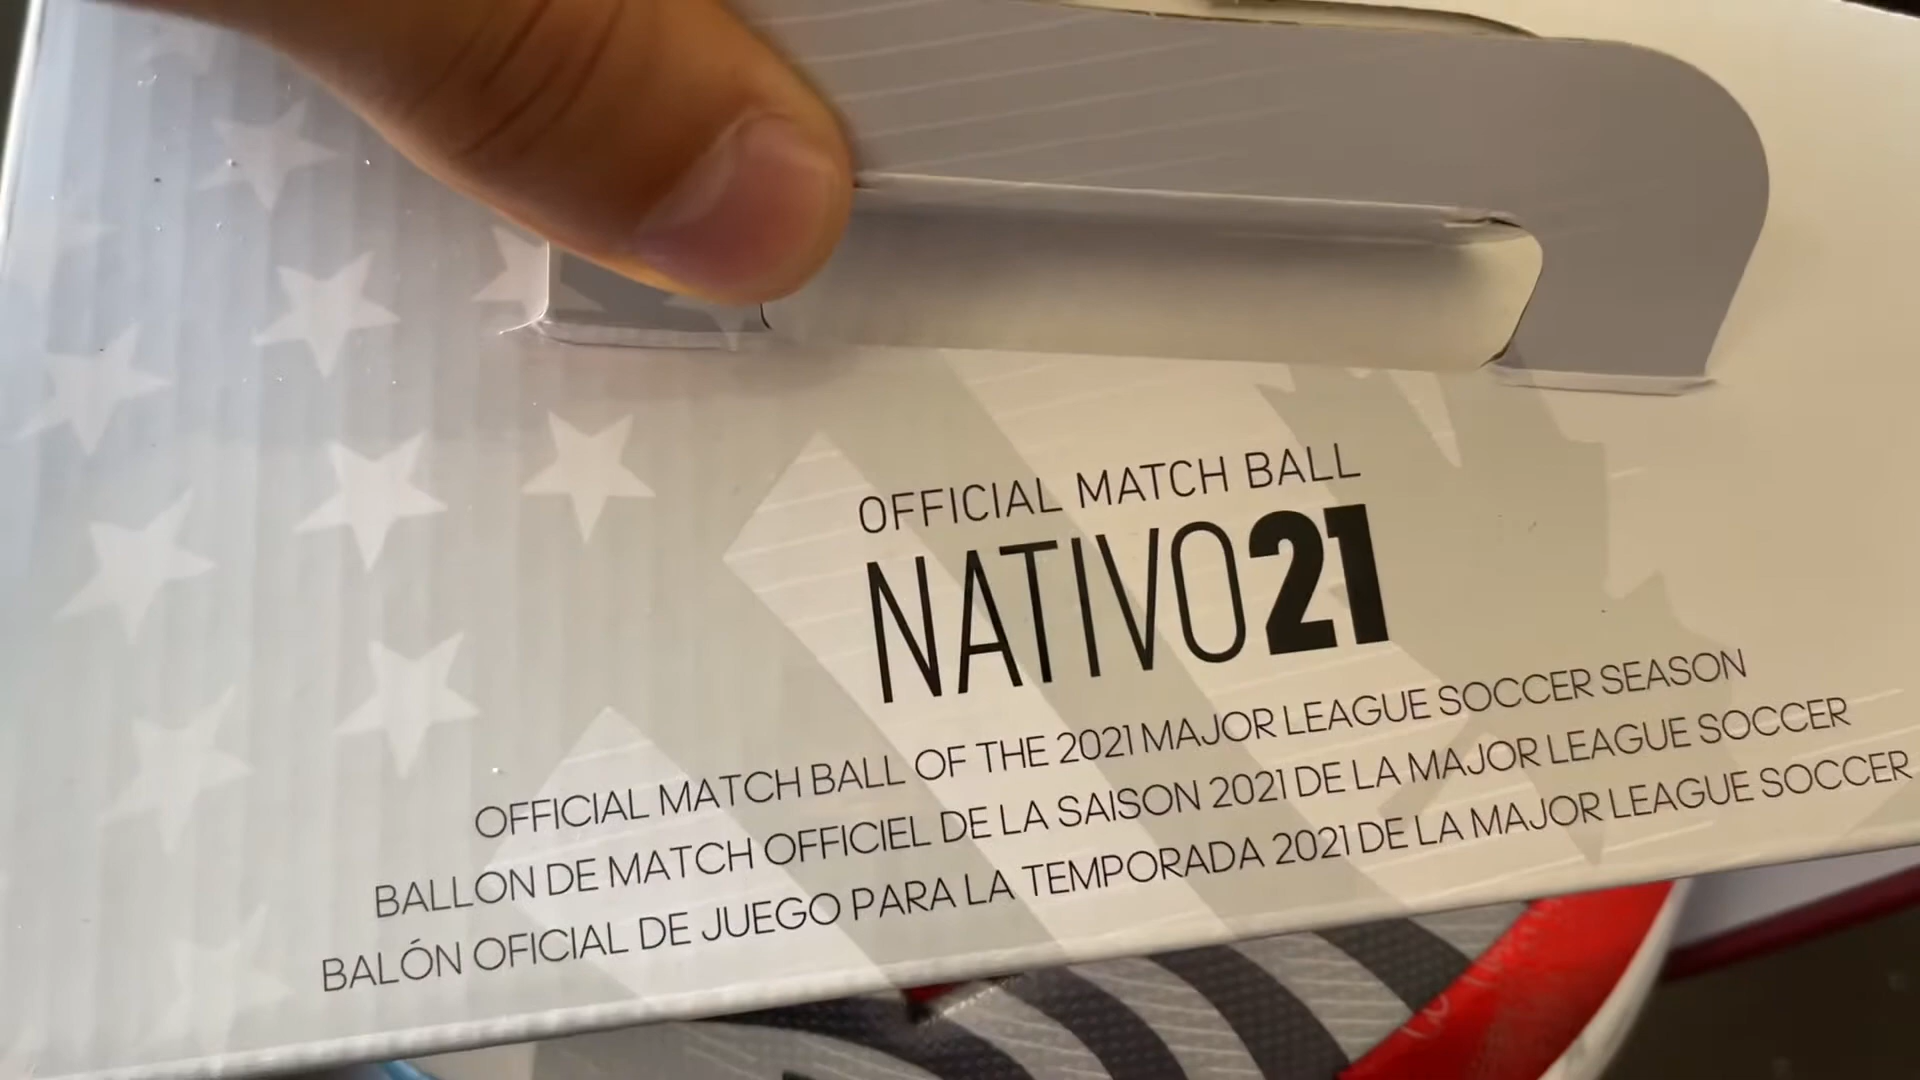 OFFICIAL MATCH BALL
NATIVO21
OFFICIAL MATCH BALL OF THE 2021 MAJOR LEAGUE SOCCER SEASON
BALLON DE MATCH OFFICIEL DE LA SAISON 2021 DE LA MAJOR LEAGUE SOCCER
BALÓN OFICIAL DE JUEGO PARA LA TEMPORADA 2021 DE LA MAJOR LEAGUE SOCCER